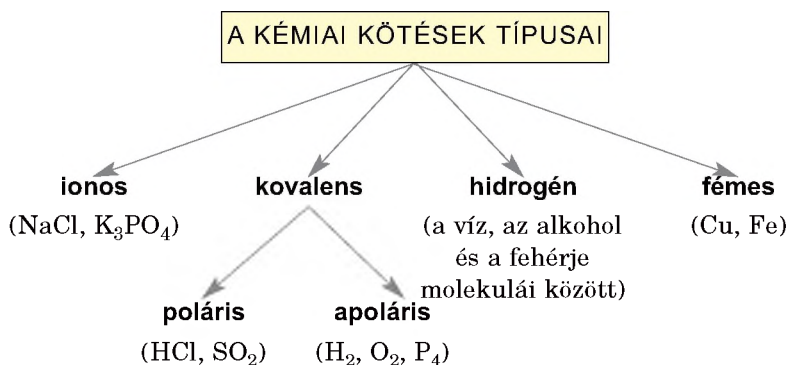 A KÉMIAI KÖTÉSEK TÍPUSAI
ionos
(NaCl, K₃PO₄)
kovalens
hidrogén
(a víz, az alkohol
és a fehérje
molekulái között)
fémes
(Cu, Fe)
poláris
(HCl, SO₂)
apoláris
(H₂, O₂, P₄)